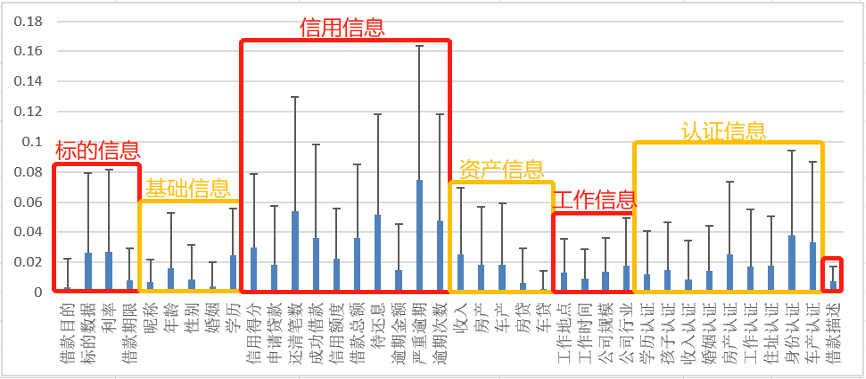 0.18
0.16
0.14
0.12
0.1
0.08
0.06
0.04
0.02
0
标的信息
基础信息
信用信息
资产信息
工作信息
认证信息
借款目的
标的数据
利率
借款期限
昵称
年龄
性别
婚姻
学历
信用得分
申请贷款
还清笔数
成功借款
信用额度
借款总额
待还息
逾期金额
严重逾期
逾期次数
收入
房产
车产
房贷
车贷
工作地点
工作时间
公司规模
公司行业
学历认证
孩子认证
收入认证
婚姻认证
房产认证
工作认证
住址认证
身份认证
车产认证
借款描述